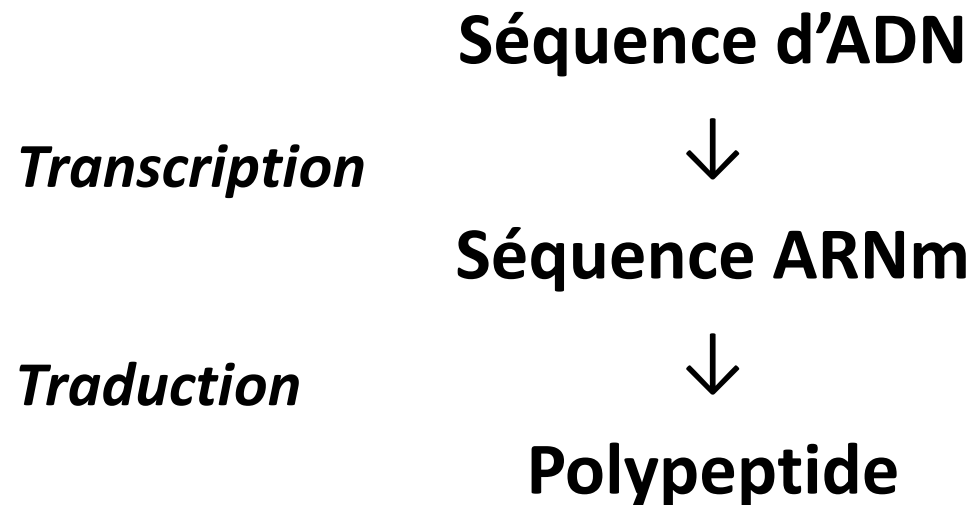 Séquence d’ADN
Transcription
↓
Séquence ARNm
Traduction
↓
Polypeptide